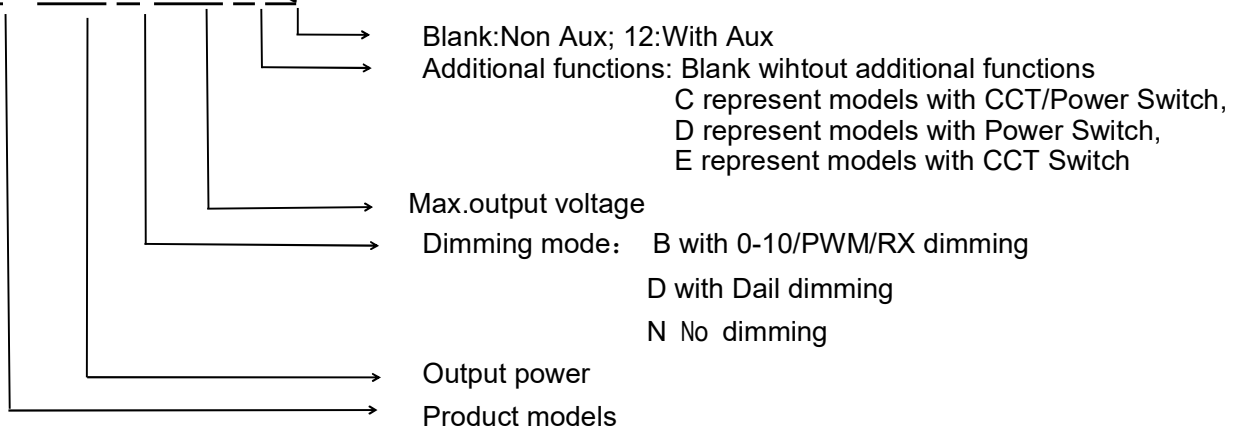 Blank:Non Aux; 12:With Aux
Additional functions: Blank wihtout additional functions
C represent models with CCT/Power Switch,
D represent models with Power Switch,
E represent models with CCT Switch
Max.output voltage
Dimming mode： B with 0-10/PWM/RX dimming
D with Dail dimming
N No dimming
Output power
Product models